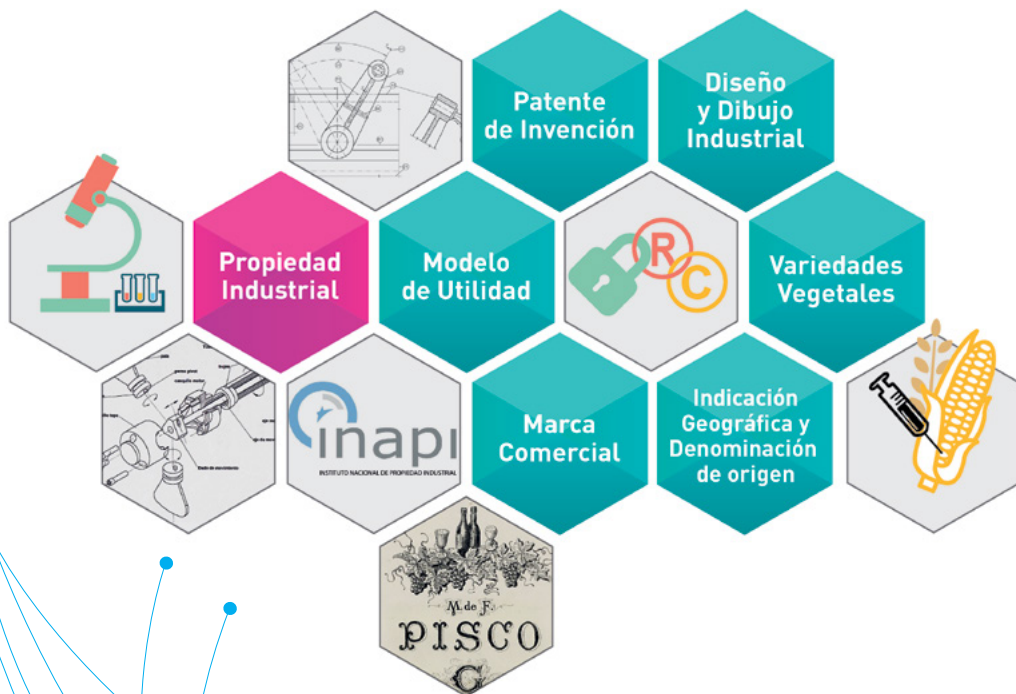 Patente
de Invención
Diseño
y Dibujo
Industrial
Propiedad
Industrial
Modelo
de Utilidad
R
C
Variedades
Vegetales
inapi
INSTITUTO NACIONAL DE PROPIEDAD INDUSTRIAL
Marca
Comercial
Indicación
Geográfica y
Denominación
de origen
M. de F.
PISCO
G